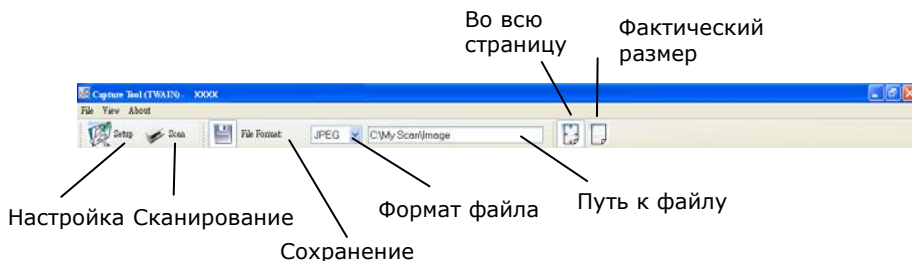 Во всю
страницу
Фактический
размер
Capture Tool (TWAIN) - XXXX
File View About
Setup Scan File Format: JPEG C:\My Scan\Image
Настройка Сканирование
Формат файла
Путь к файлу
Сохранение